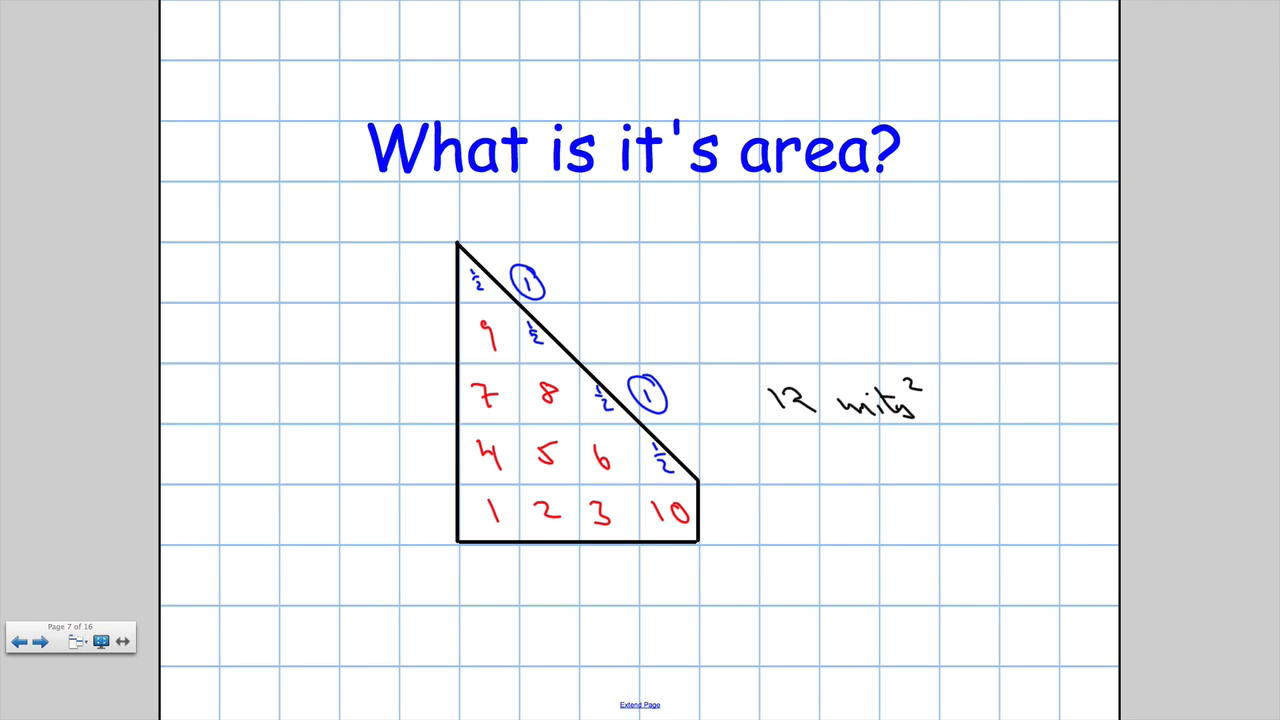 What is it's area?
½ 1
9 ½
7 8 ½ 1
12 units²
4 5 6 ½
1 2 3 10
Page 7 of 16
Extend Page